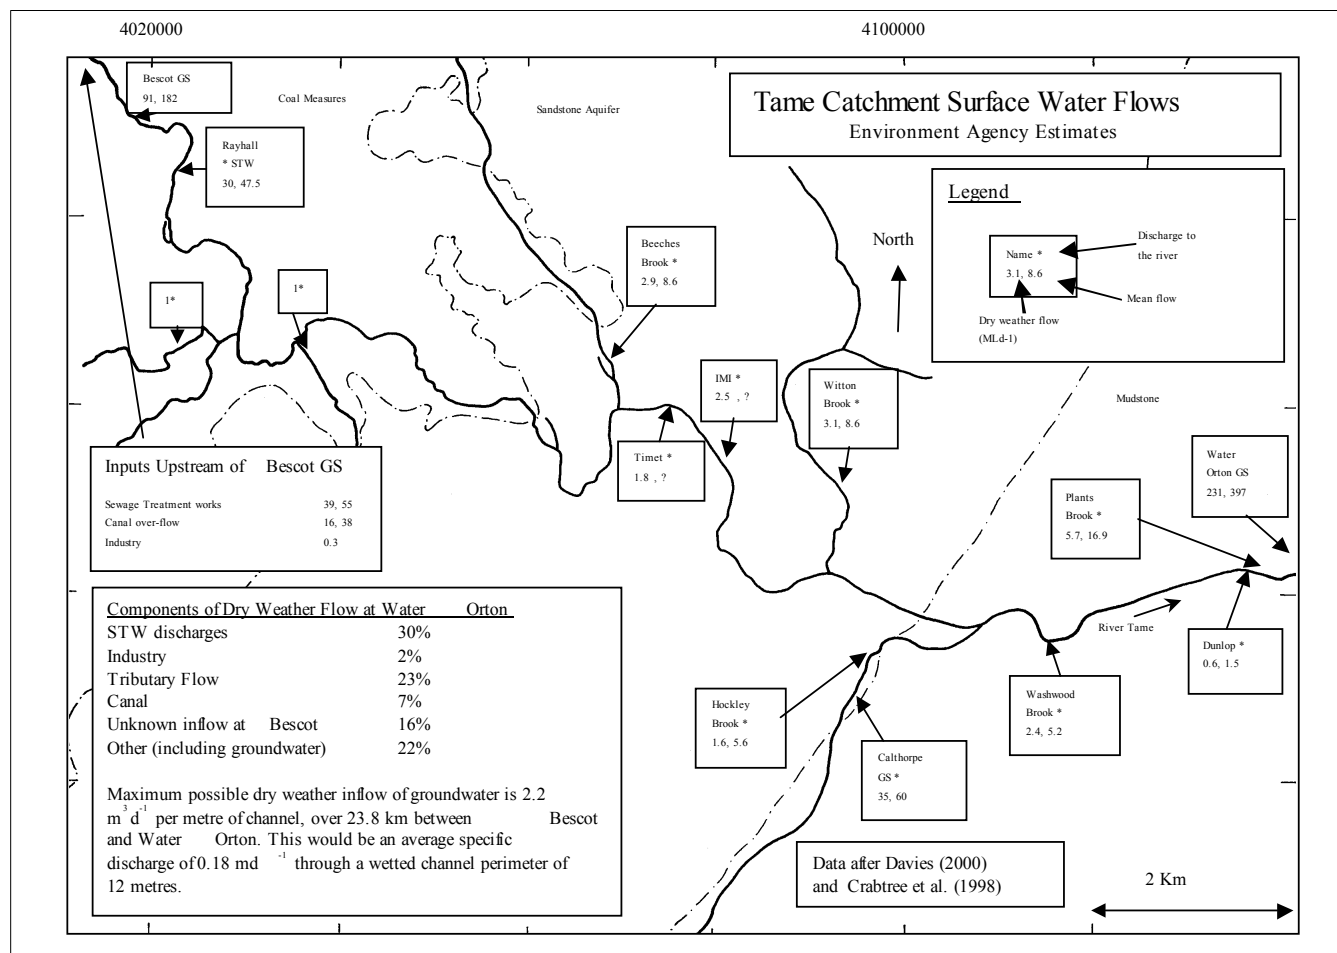 4020000
4100000
Bescot GS
91, 182
Coal Measures
Sandstone Aquifer
Tame Catchment Surface Water Flows
Environment Agency Estimates
Rayhall
* STW
30, 47.5
Legend
Name *
3.1, 8.6
Discharge to
the river
Mean flow
Dry weather flow
(MLd-1)
North
Beeches
Brook *
2.9, 8.6
1*
1*
IMI *
2.5 , ?
Witton
Brook *
3.1, 8.6
Mudstone
Timet *
1.8 , ?
Water
Orton GS
231, 397
Plants
Brook *
5.7, 16.9
Inputs Upstream of Bescot GS
Sewage Treatment works 39, 55
Canal over-flow 16, 38
Industry 0.3
Components of Dry Weather Flow at Water Orton
STW discharges 30%
Industry 2%
Tributary Flow 23%
Canal 7%
Unknown inflow at Bescot 16%
Other (including groundwater) 22%
Maximum possible dry weather inflow of groundwater is 2.2
m3 d-1 per metre of channel, over 23.8 km between Bescot
and Water Orton. This would be an average specific
discharge of 0.18 md-1 through a wetted channel perimeter of
12 metres.
River Tame
Dunlop *
0.6, 1.5
Hockley
Brook *
1.6, 5.6
Washwood
Brook *
2.4, 5.2
Calthorpe
GS *
35, 60
Data after Davies (2000)
and Crabtree et al. (1998)
2 Km